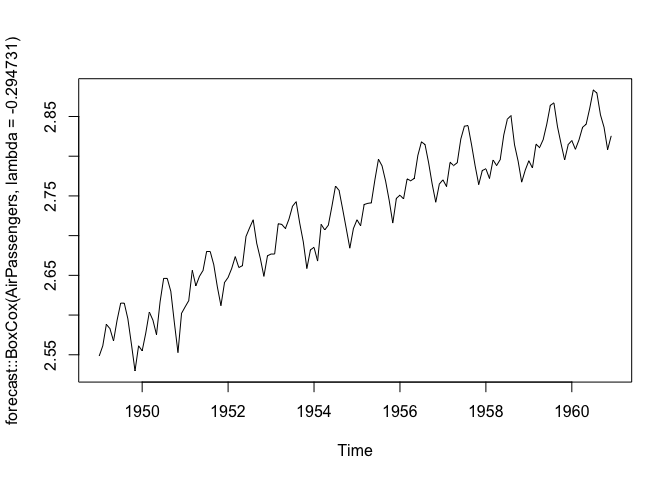 forecast::BoxCox(AirPassengers, lambda = -0.294731)
2.85
2.75
2.65
2.55
1950 1952 1954 1956 1958 1960
Time